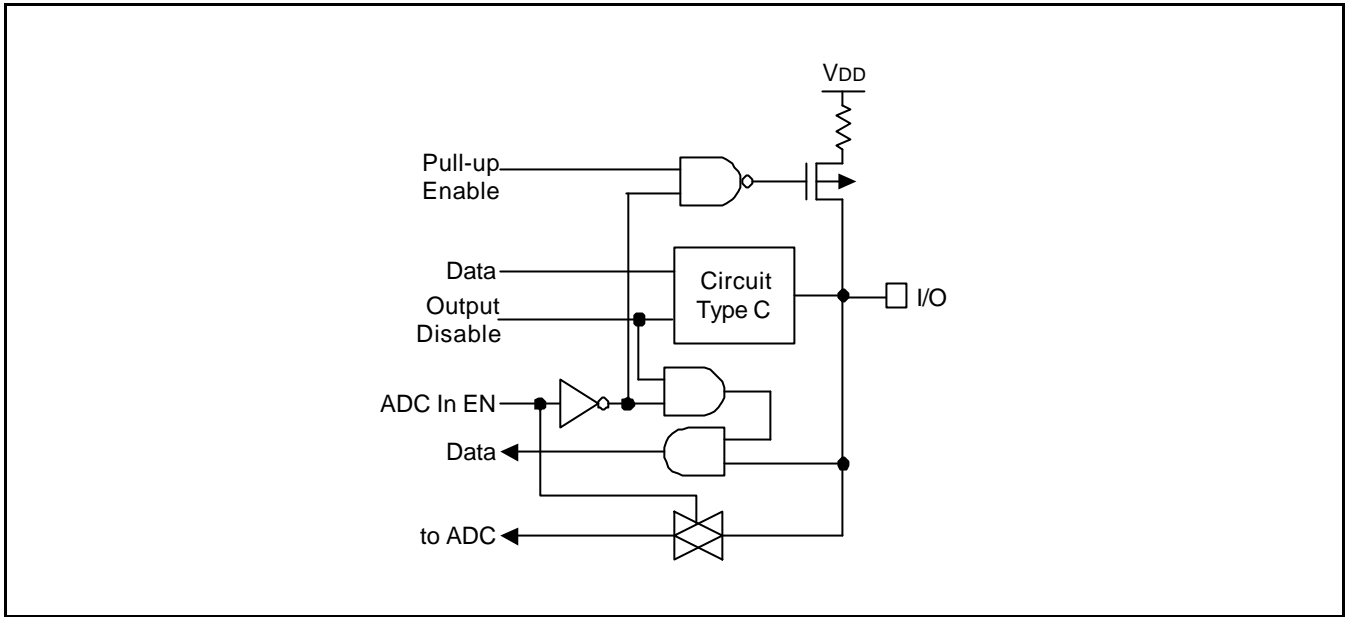 VDD
Pull-up
Enable
Data
Output
Disable
Circuit
Type C
I/O
ADC In EN
Data
to ADC